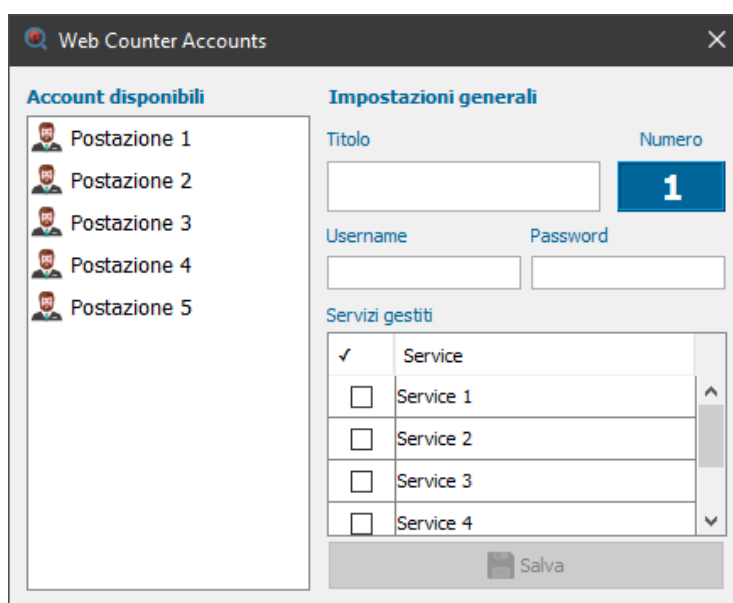 Web Counter Accounts
Account disponibili
Postazione 1
Postazione 2
Postazione 3
Postazione 4
Postazione 5
Impostazioni generali
Titolo Numero
1
Username Password
Servizi gestiti
✓ Service
Service 1
Service 2
Service 3
Service 4
Salva